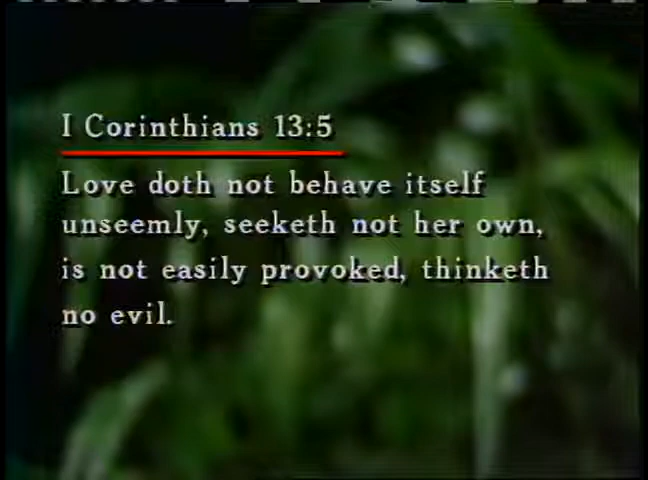 I Corinthians 13:5
Love doth not behave itself
unseemly, seeketh not her own,
is not easily provoked, thinketh
no evil.